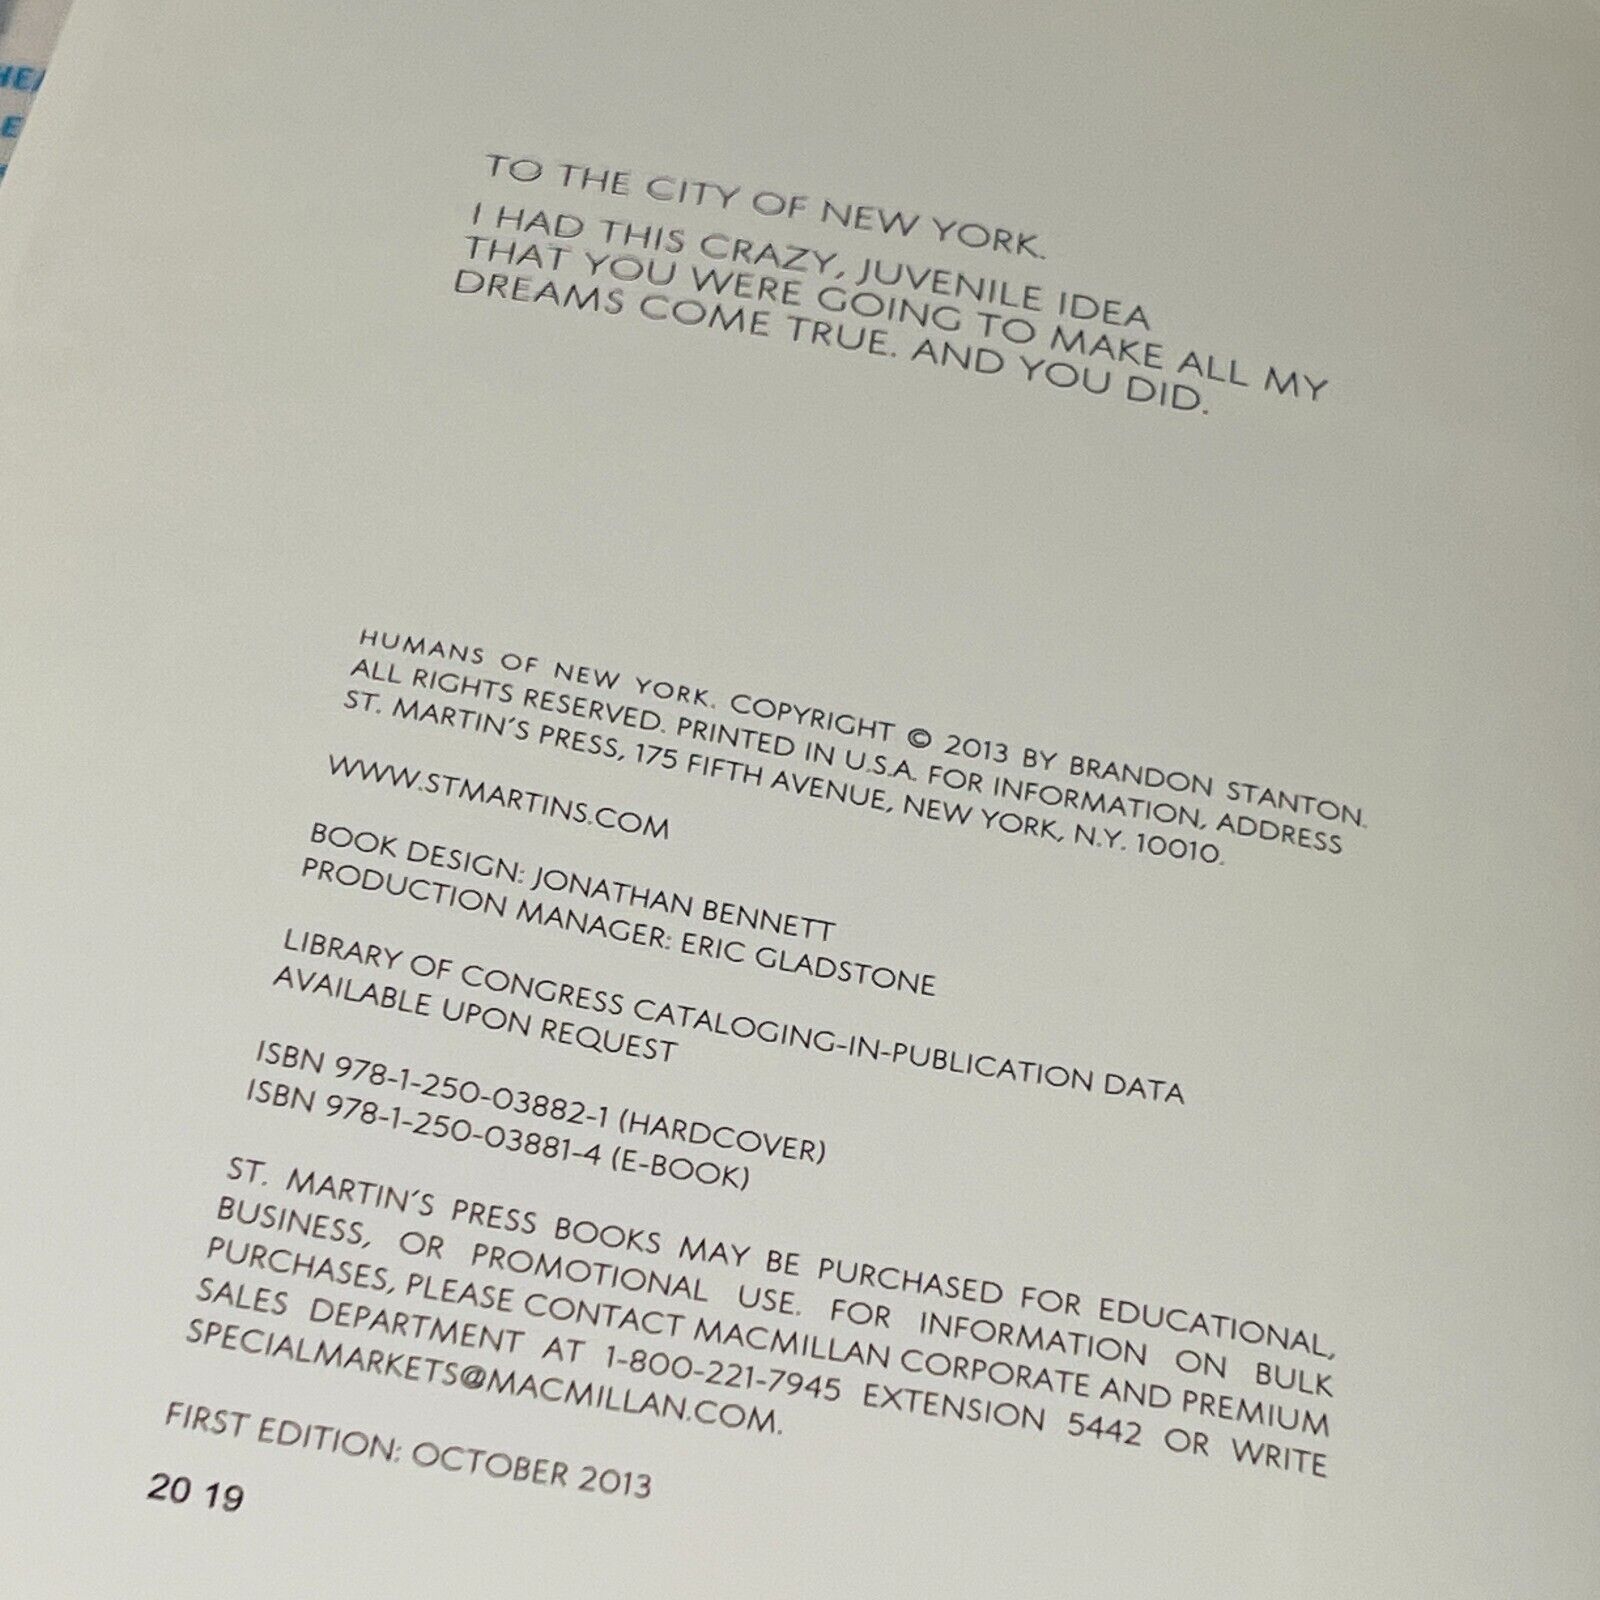 HEA
LE
TO THE CITY OF NEW YORK.
I HAD THIS CRAZY, JUVENILE IDEA
THAT YOU WERE GOING TO MAKE ALL MY
DREAMS COME TRUE. AND YOU DID.
HUMANS OF NEW YORK. COPYRIGHT © 2013 BY BRANDON STANTON.
ALL RIGHTS RESERVED. PRINTED IN U.S.A. FOR INFORMATION, ADDRESS
ST. MARTIN'S PRESS, 175 FIFTH AVENUE, NEW YORK, N.Y. 10010.
WWW.STMARTINS.COM
BOOK DESIGN: JONATHAN BENNETT
PRODUCTION MANAGER: ERIC GLADSTONE
LIBRARY OF CONGRESS CATALOGING-IN-PUBLICATION DATA
AVAILABLE UPON REQUEST
ISBN 978-1-250-03882-1 (HARDCOVER)
ISBN 978-1-250-03881-4 (E-BOOK)
ST. MARTIN'S PRESS BOOKS MAY BE PURCHASED FOR EDUCATIONAL,
BUSINESS, OR PROMOTIONAL USE. FOR INFORMATION ON BULK
PURCHASES, PLEASE CONTACT MACMILLAN CORPORATE AND PREMIUM
SALES DEPARTMENT AT 1-800-221-7945 EXTENSION 5442 OR WRITE
SPECIALMARKETS@MACMILLAN.COM.
FIRST EDITION: OCTOBER 2013
20 19